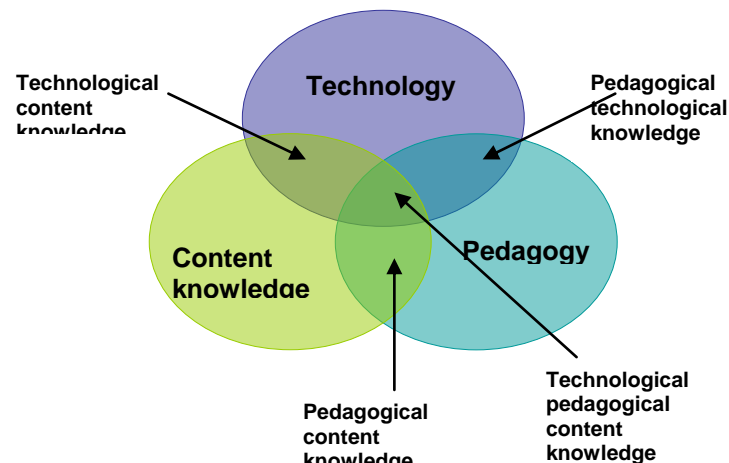 Technology
Technological
content
knowledge
Pedagogical
technological
knowledge
Content
knowledge
Pedagogy
Pedagogical
content
knowledge
Technological
pedagogical
content
knowledge